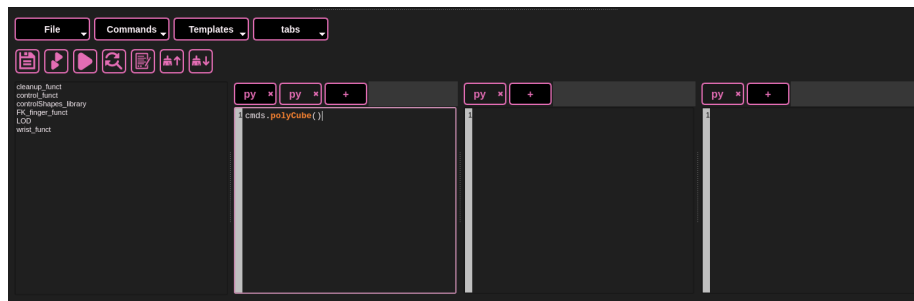 File Commands Templates tabs
cleanup_funct
control_funct
controlShapes_library
FK_finger_funct
LOD
wrist_funct
py × py × +
1 cmds.polyCube()
py × +
1
py × +
1